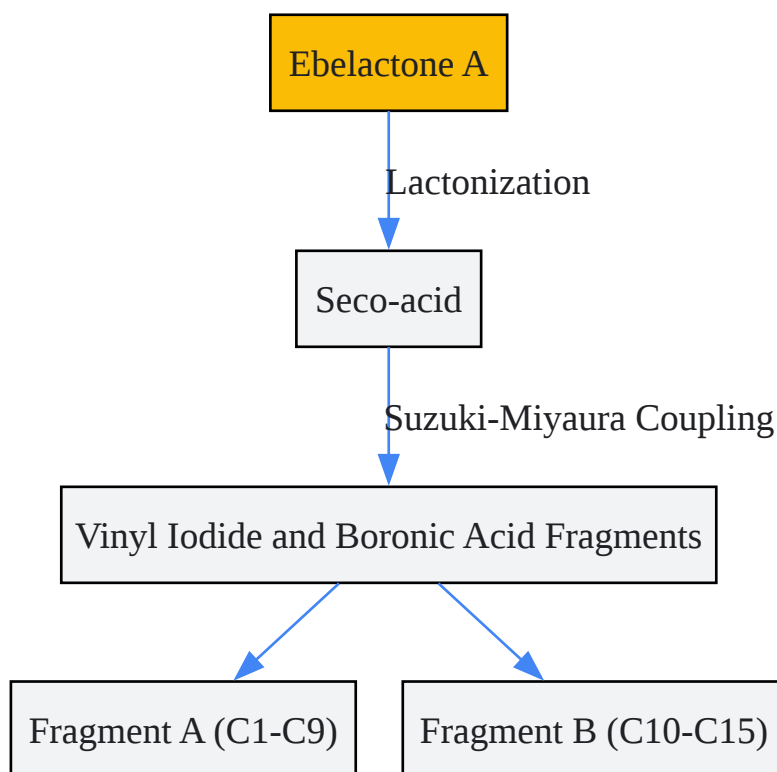 Ebelactone A
Lactonization
Seco-acid
Suzuki-Miyaura Coupling
Vinyl Iodide and Boronic Acid Fragments
Fragment A (C1-C9)
Fragment B (C10-C15)